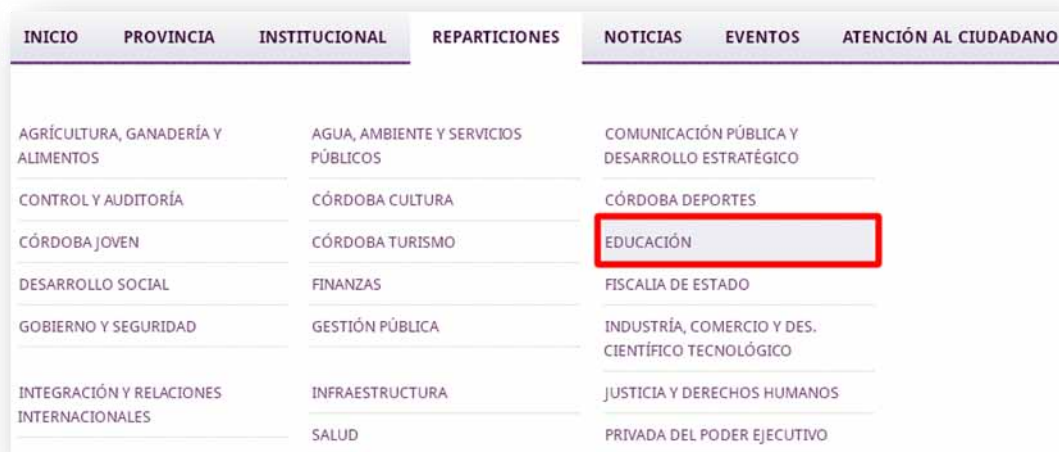 INICIO PROVINCIA INSTITUCIONAL REPARTICIONES NOTICIAS EVENTOS ATENCIÓN AL CIUDADANO
AGRÍCULTURA, GANADERÍA Y
ALIMENTOS
AGUA, AMBIENTE Y SERVICIOS
PÚBLICOS
COMUNICACIÓN PÚBLICA Y
DESARROLLO ESTRATÉGICO
CONTROL Y AUDITORÍA
CÓRDOBA CULTURA
CÓRDOBA DEPORTES
CÓRDOBA JOVEN
CÓRDOBA TURISMO
EDUCACIÓN
DESARROLLO SOCIAL
FINANZAS
FISCALIA DE ESTADO
GOBIERNO Y SEGURIDAD
GESTIÓN PÚBLICA
INDUSTRÍA, COMERCIO Y DES.
CIENTÍFICO TECNOLÓGICO
INTEGRACIÓN Y RELACIONES
INTERNACIONALES
INFRAESTRUCTURA
JUSTICIA Y DERECHOS HUMANOS
SALUD
PRIVADA DEL PODER EJECUTIVO